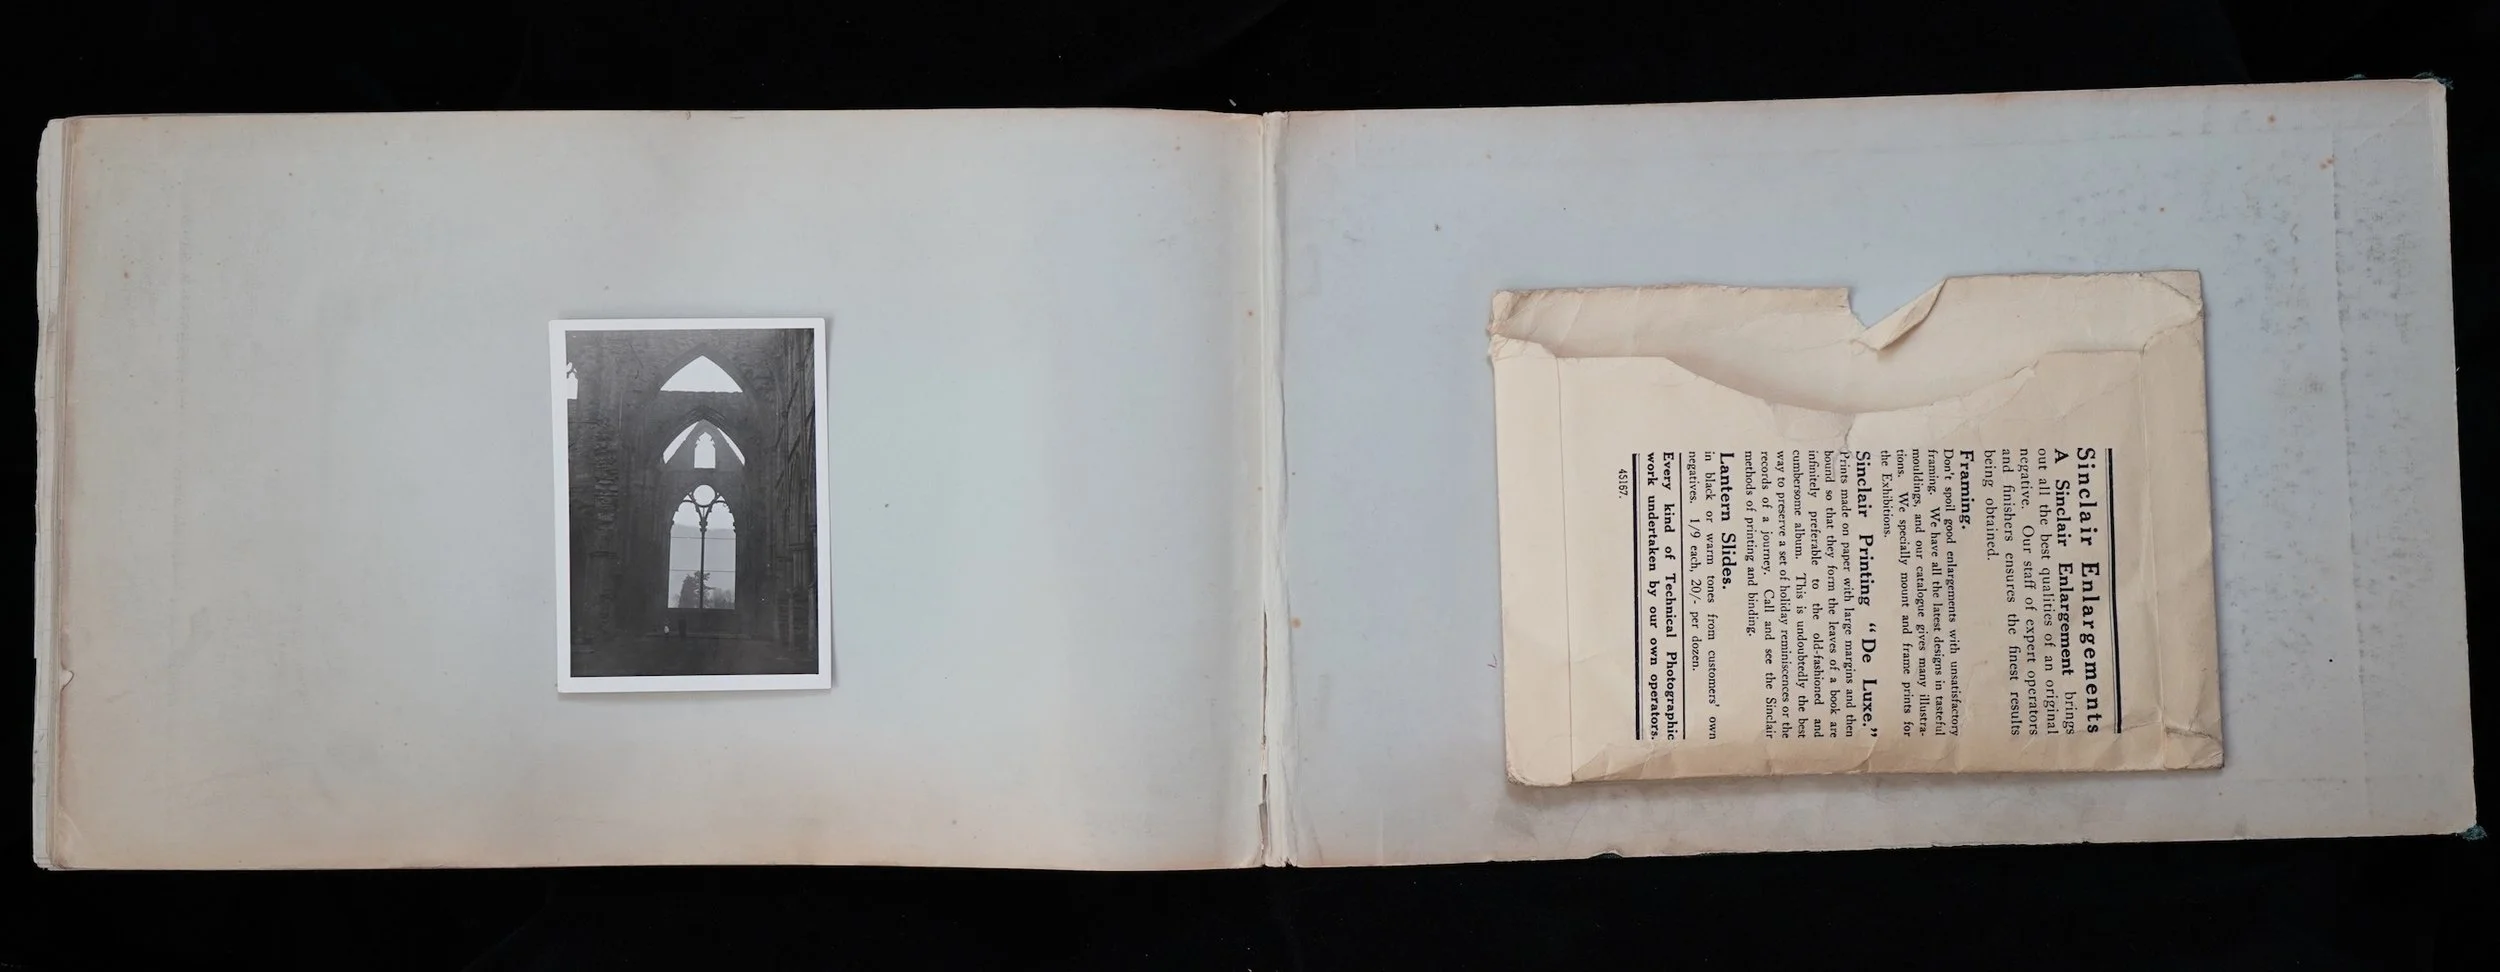 Sinclair Enlargements
A Sinclair Enlargement brings
out all the best qualities of an original
negative. Our staff of expert operators
and finishers ensures the finest results
being obtained.
Framing.
Don't spoil good enlargements with unsatisfactory
framing. We have all the latest designs in tasteful
mouldings, and our catalogue gives many illustra-
tions. We specially mount and frame prints for
the Exhibitions.
Sinclair Printing “De Luxe.”
Prints made on paper with large margins and then
bound so that they form the leaves of a book are
infinitely preferable to the old-fashioned and
cumbersome album. This is undoubtedly the best
way to preserve a set of holiday reminiscences or the
records of a journey. Call and see the Sinclair
methods of printing and binding.
Lantern Slides.
in black or warm tones from customers' own
negatives. 1/9 each, 20/- per dozen.
Every kind of Technical Photographic
work undertaken by our own operators.
45167.